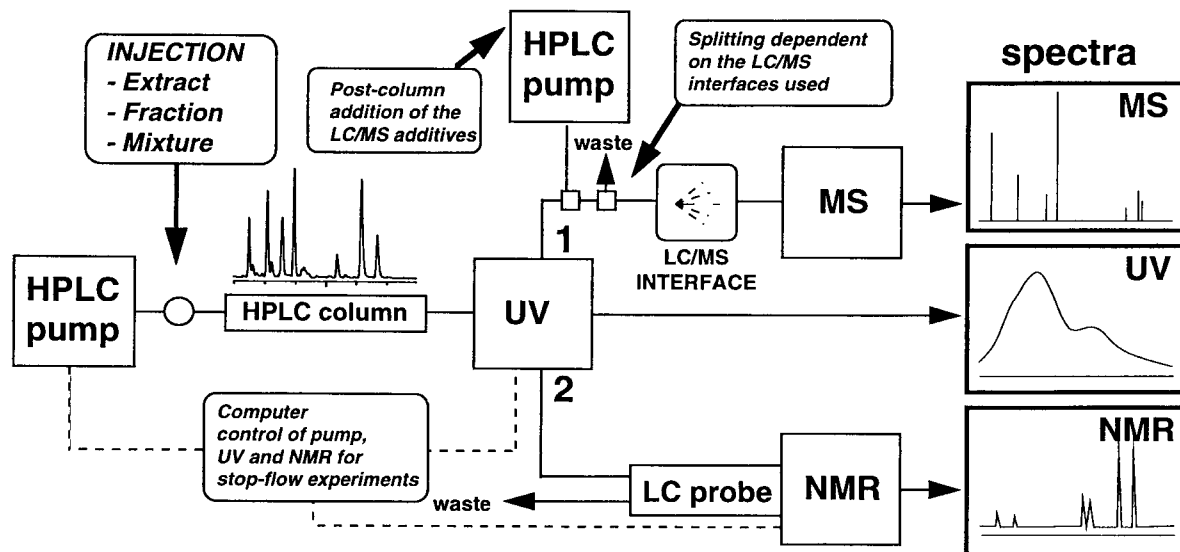 INJECTION
- Extract
- Fraction
- Mixture
Post-column
addition of the
LC/MS additives
HPLC
pump
Splitting dependent
on the LC/MS
interfaces used
spectra
waste
MS
1
LC/MS
INTERFACE
MS
HPLC
pump
HPLC column
UV
UV
2
Computer
control of pump,
UV and NMR for
stop-flow experiments
waste
LC probe
NMR
NMR